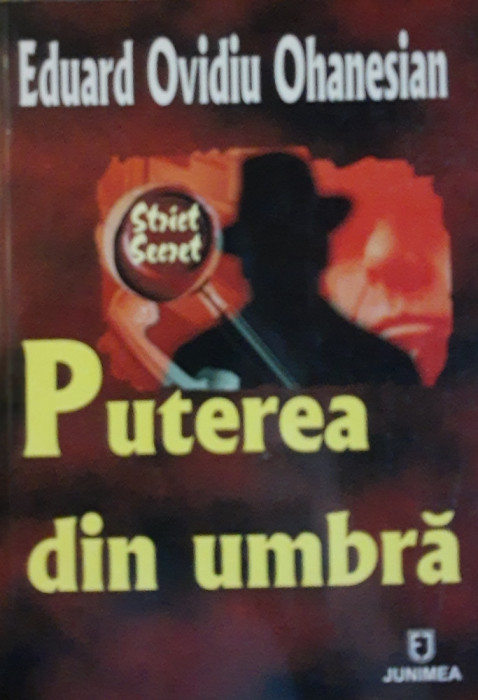 Eduard Ovidiu Ohanesian
Strict
Secret
Puterea
din umbră
JUNIMEA